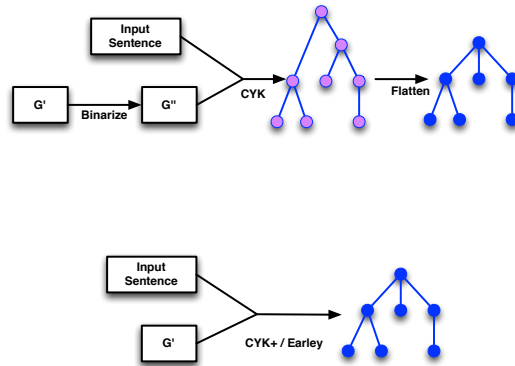 Input
Sentence
G'
Binarize
G''
CYK
Flatten
Input
Sentence
G'
CYK+ / Earley